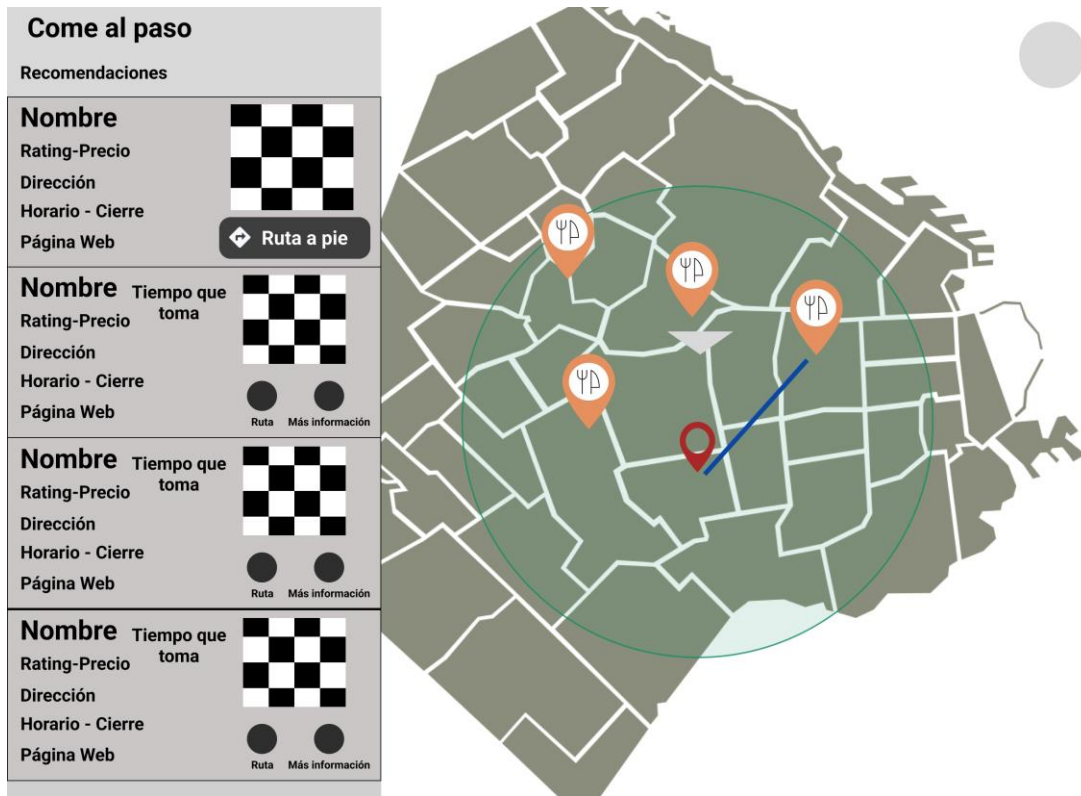 Come al paso
Recomendaciones
Nombre
Rating-Precio
Dirección
Horario - Cierre
Página Web
Ruta a pie
Nombre
Tiempo que
toma
Rating-Precio
Dirección
Horario - Cierre
Página Web
Ruta
Más información
Nombre
Tiempo que
toma
Rating-Precio
Dirección
Horario - Cierre
Página Web
Ruta
Más información
Nombre
Tiempo que
toma
Rating-Precio
Dirección
Horario - Cierre
Página Web
Ruta
Más información